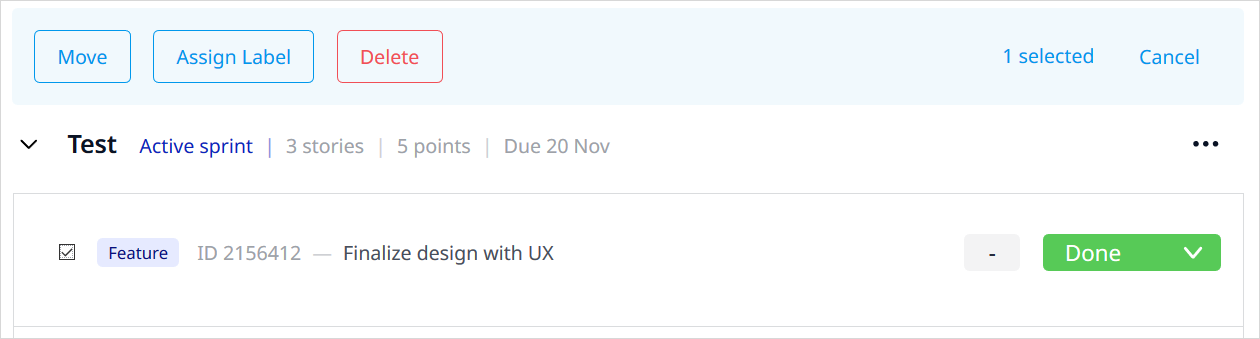 Move Assign Label Delete 1 selected Cancel
Test Active sprint | 3 stories | 5 points | Due 20 Nov •••
Feature ID 2156412 — Finalize design with UX - Done